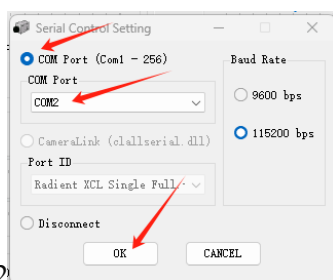 Serial Control Setting
COM Port (Com1 - 256)
Baud Rate
COM Port
COM2
9600 bps
CameraLink (clallserial.dll)
115200 bps
Port ID
Radient XCL Single Full
Disconnect
OK
CANCEL